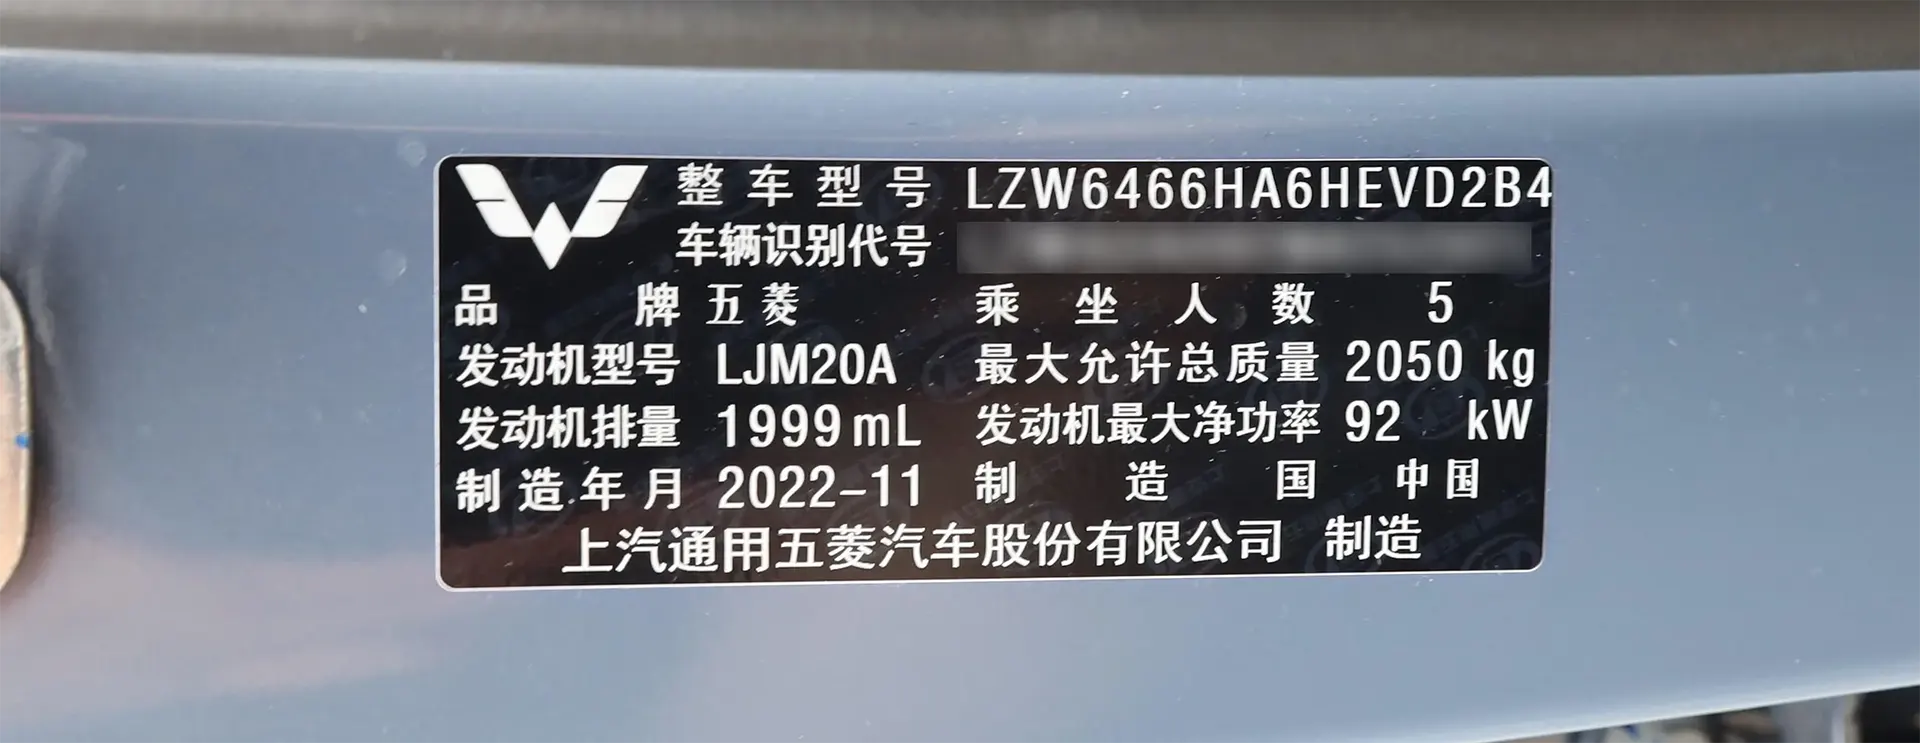 整车型号 LZW6466HA6HEVD2B4
车辆识别代号
品牌 五菱 乘坐人数 5
发动机型号 LJM20A 最大允许总质量 2050 kg
发动机排量 1999 mL 发动机最大净功率 92 kW
制造年月 2022-11 制造国 中国
上汽通用五菱汽车股份有限公司 制造